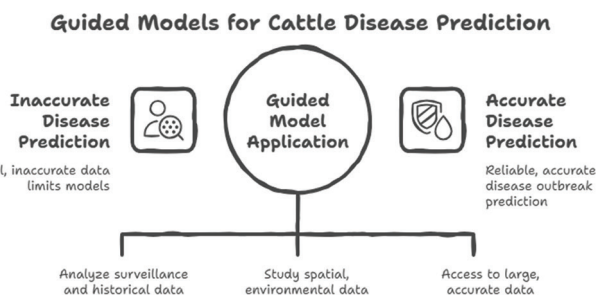 Guided Models for Cattle Disease Prediction
Inaccurate
Disease
Prediction
l, inaccurate data
limits models
Guided
Model
Application
Accurate
Disease
Prediction
Reliable, accurate
disease outbreak
prediction
Analyze surveillance
and historical data
Study spatial,
environmental data
Access to large,
accurate data